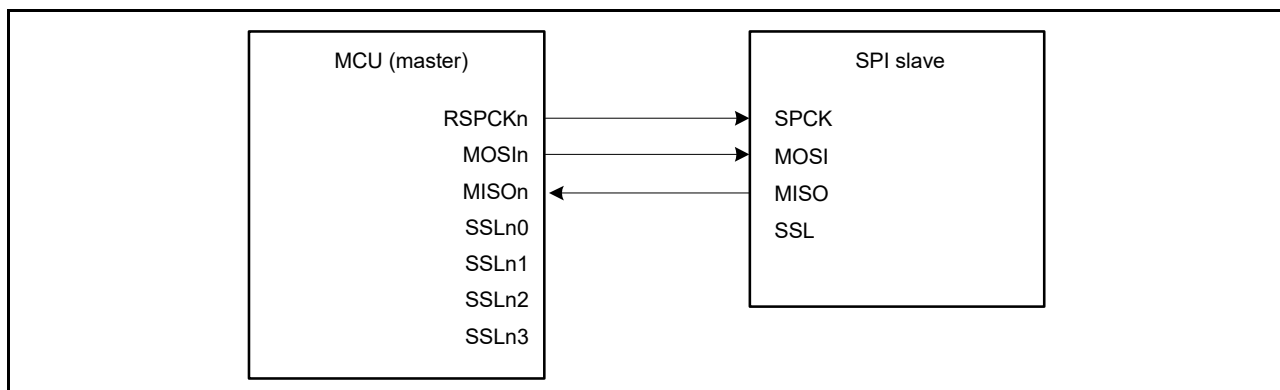 MCU (master)
RSPCKn
MOSIn
MISOn
SSLn0
SSLn1
SSLn2
SSLn3
SPI slave
SPCK
MOSI
MISO
SSL